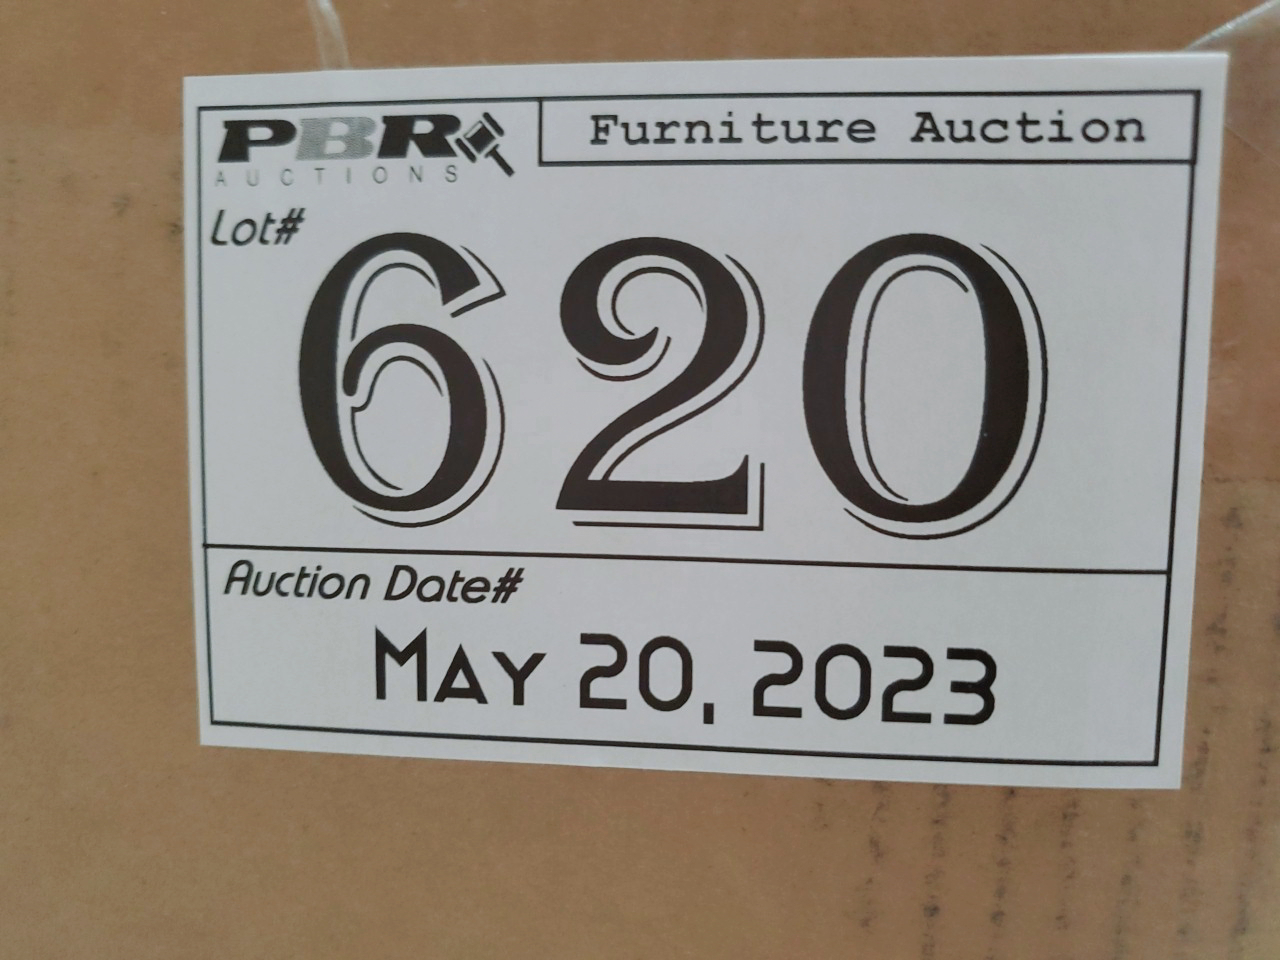 PBR
AUCTIONS
Furniture Auction
Lot#
620
Auction Date#
May 20, 2023